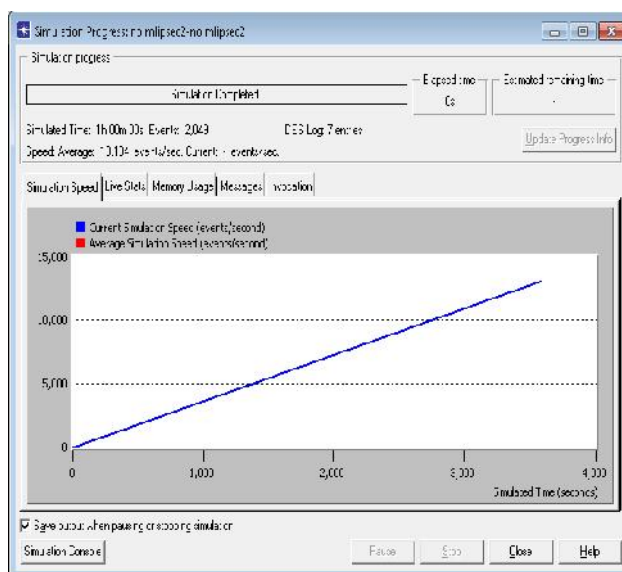 Simulation Progress: no mlipsec2-no mlipsec2
Simulation progress
Simulation Completed
Elapsed time
0s
Estimated remaining time
-
Simulated Time: 1h 00m 00s Events: 2,049
DES Log: 7 entries
Speed: Average: events/sec. Current: - events/sec.
Update Progress Info
Simulation Speed
Live Stats
Memory Usage
Messages
Invocation
Current Simulation Speed (events/second)
Average Simulation Speed (events/second)
15,000
10,000
5,000
0
0
1,000
2,000
3,000
4,000
Simulated Time (seconds)
Save output when pausing or stopping simulation
Simulation Console
Pause
Stop
Close
Help